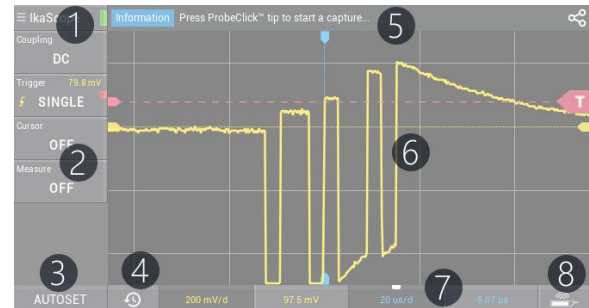 ≡ IkaScope
1
Information Press ProbeClick™ tip to start a capture...
5
Coupling
DC
Trigger 79.8 mV
SINGLE
T
Cursor
OFF
6
2
Measure
OFF
3
4
7
8
AUTOSET
200 mV/d
97.5 mV
20 us/d
-5.07 µs